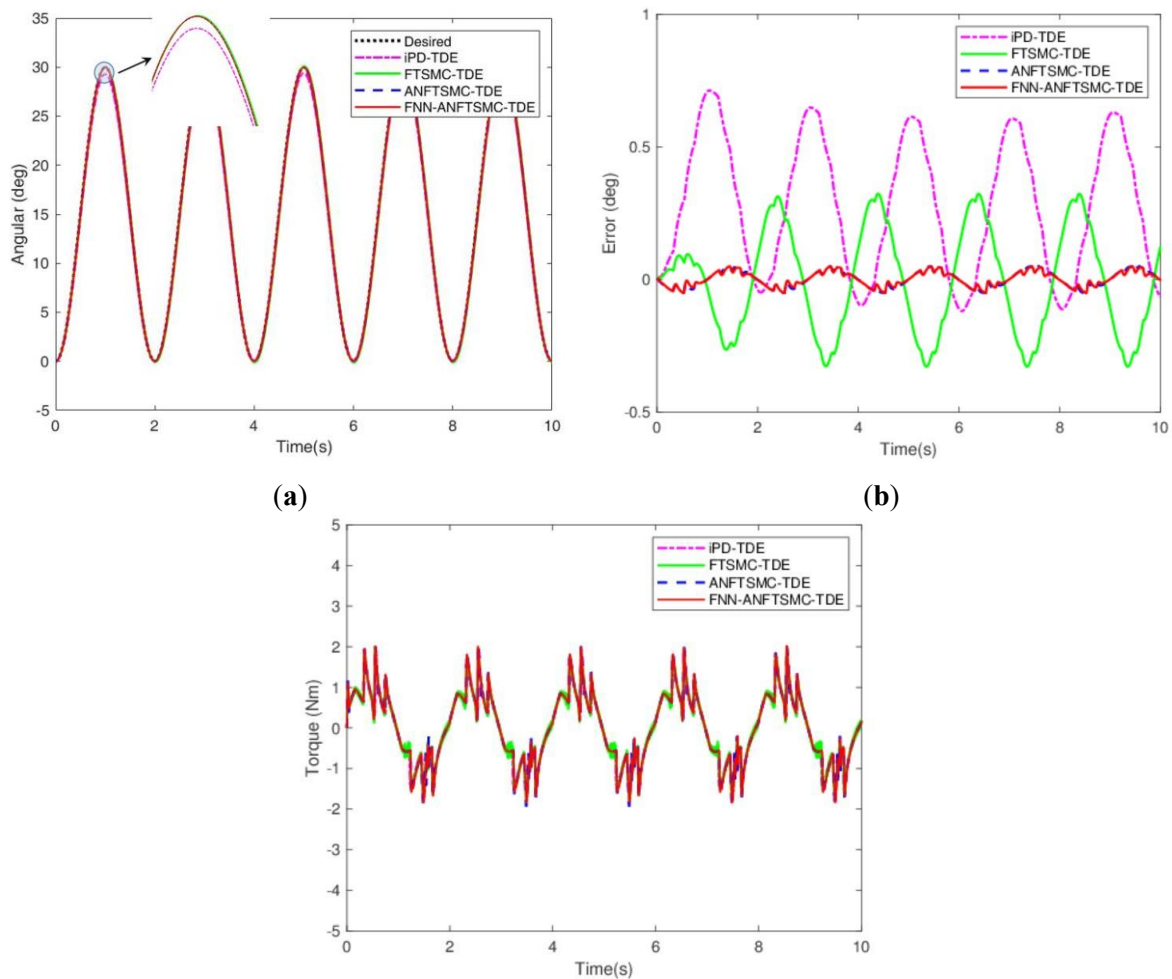 35
30
25
20
15
10
5
0
-5
Angular (deg)
Desired
iPD-TDE
FTSMC-TDE
ANFTSMC-TDE
FNN-ANFTSMC-TDE
0 2 4 6 8 10
Time(s)
(a)
1
0.5
0
-0.5
Error (deg)
iPD-TDE
FTSMC-TDE
ANFTSMC-TDE
FNN-ANFTSMC-TDE
0 2 4 6 8 10
Time(s)
(b)
5
4
3
2
1
0
-1
-2
-3
-4
-5
Torque (Nm)
iPD-TDE
FTSMC-TDE
ANFTSMC-TDE
FNN-ANFTSMC-TDE
0 2 4 6 8 10
Time(s)